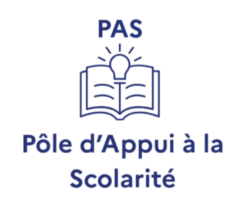 PAS
Pôle d'Appui à la
Scolarité